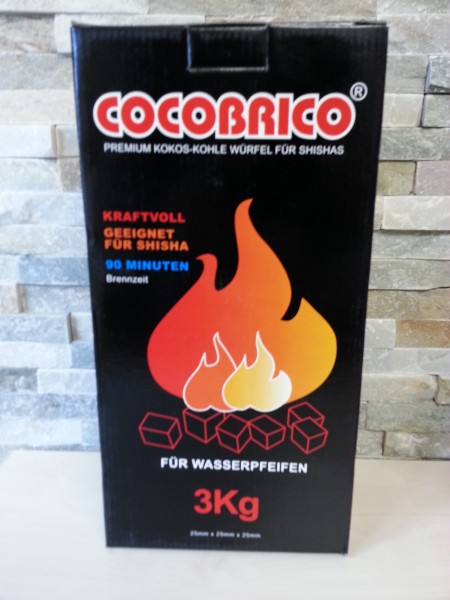 COCOBRICO®
PREMIUM KOKOS-KOHLE WÜRFEL FÜR SHISHAS
KRAFTVOLL
GEEIGNET
FÜR SHISHA
90 MINUTEN
Brennzeit
FÜR WASSERPFEIFEN
3Kg
25mm x 25mm x 25mm